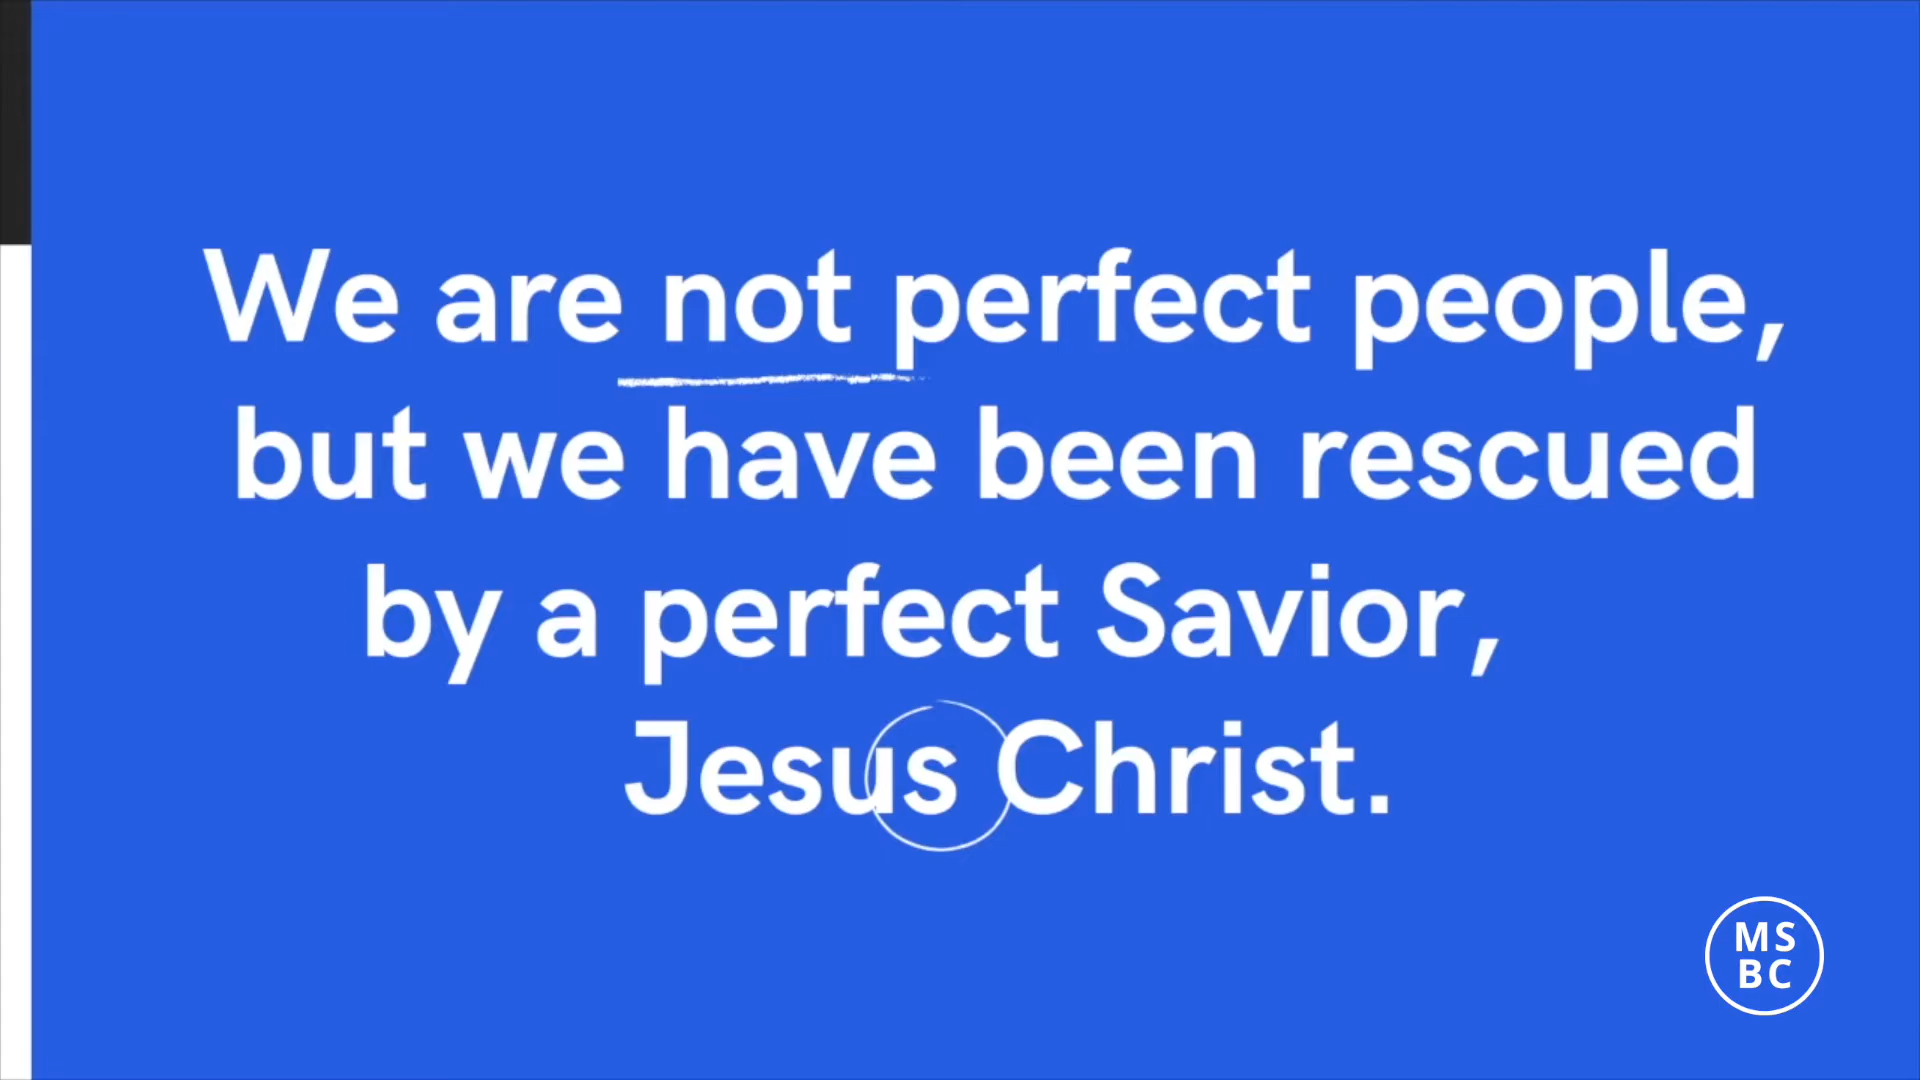 We are not perfect people,
but we have been rescued
by a perfect Savior,
Jesus Christ.
MS
BC